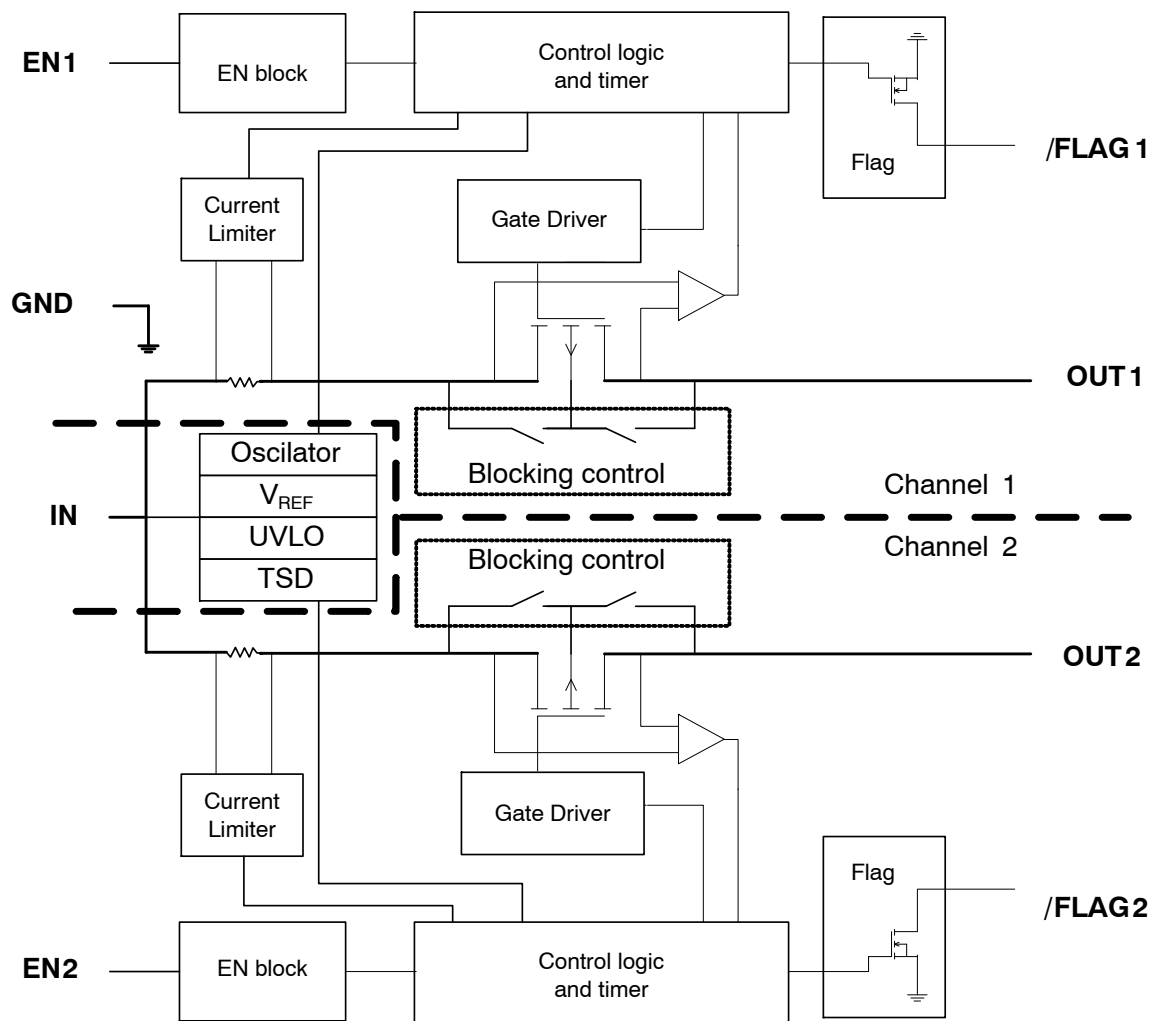 EN1
EN block
Control logic
and timer
Flag
/FLAG 1
Current
Limiter
Gate Driver
GND
OUT1
Oscilator
VREF
UVLO
TSD
IN
Blocking control
Channel 1
Channel 2
Blocking control
OUT2
Current
Limiter
Gate Driver
Flag
/FLAG2
EN2
EN block
Control logic
and timer